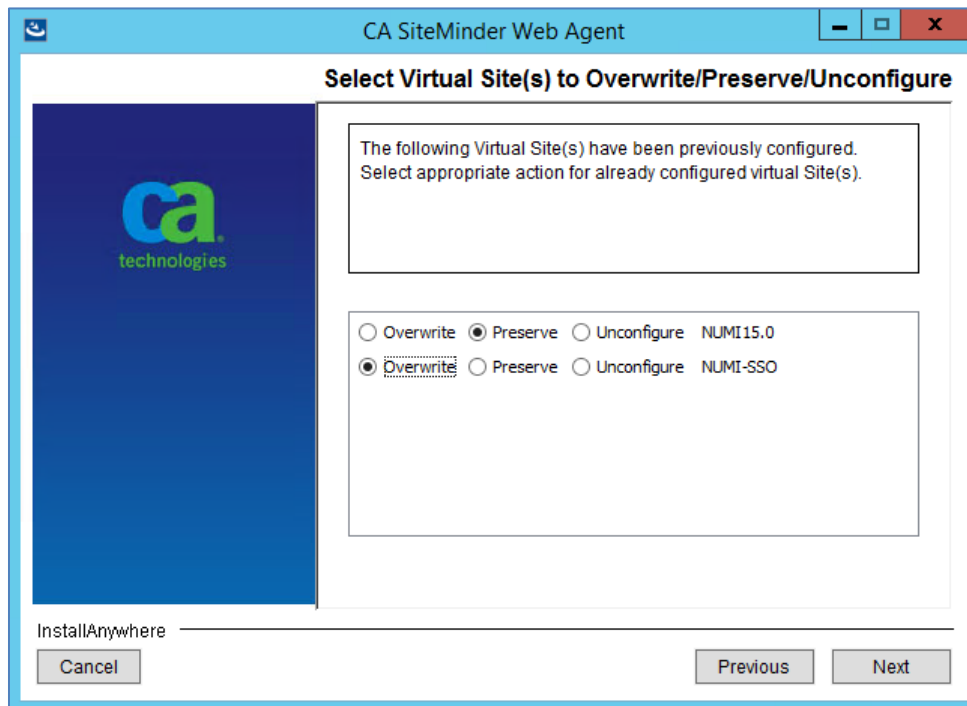 CA SiteMinder Web Agent
Select Virtual Site(s) to Overwrite/Preserve/Unconfigure
ca
technologies
The following Virtual Site(s) have been previously configured.
Select appropriate action for already configured virtual Site(s).
Overwrite Preserve Unconfigure NUMI15.0
Overwrite Preserve Unconfigure NUMI-SSO
InstallAnywhere
Cancel Previous Next